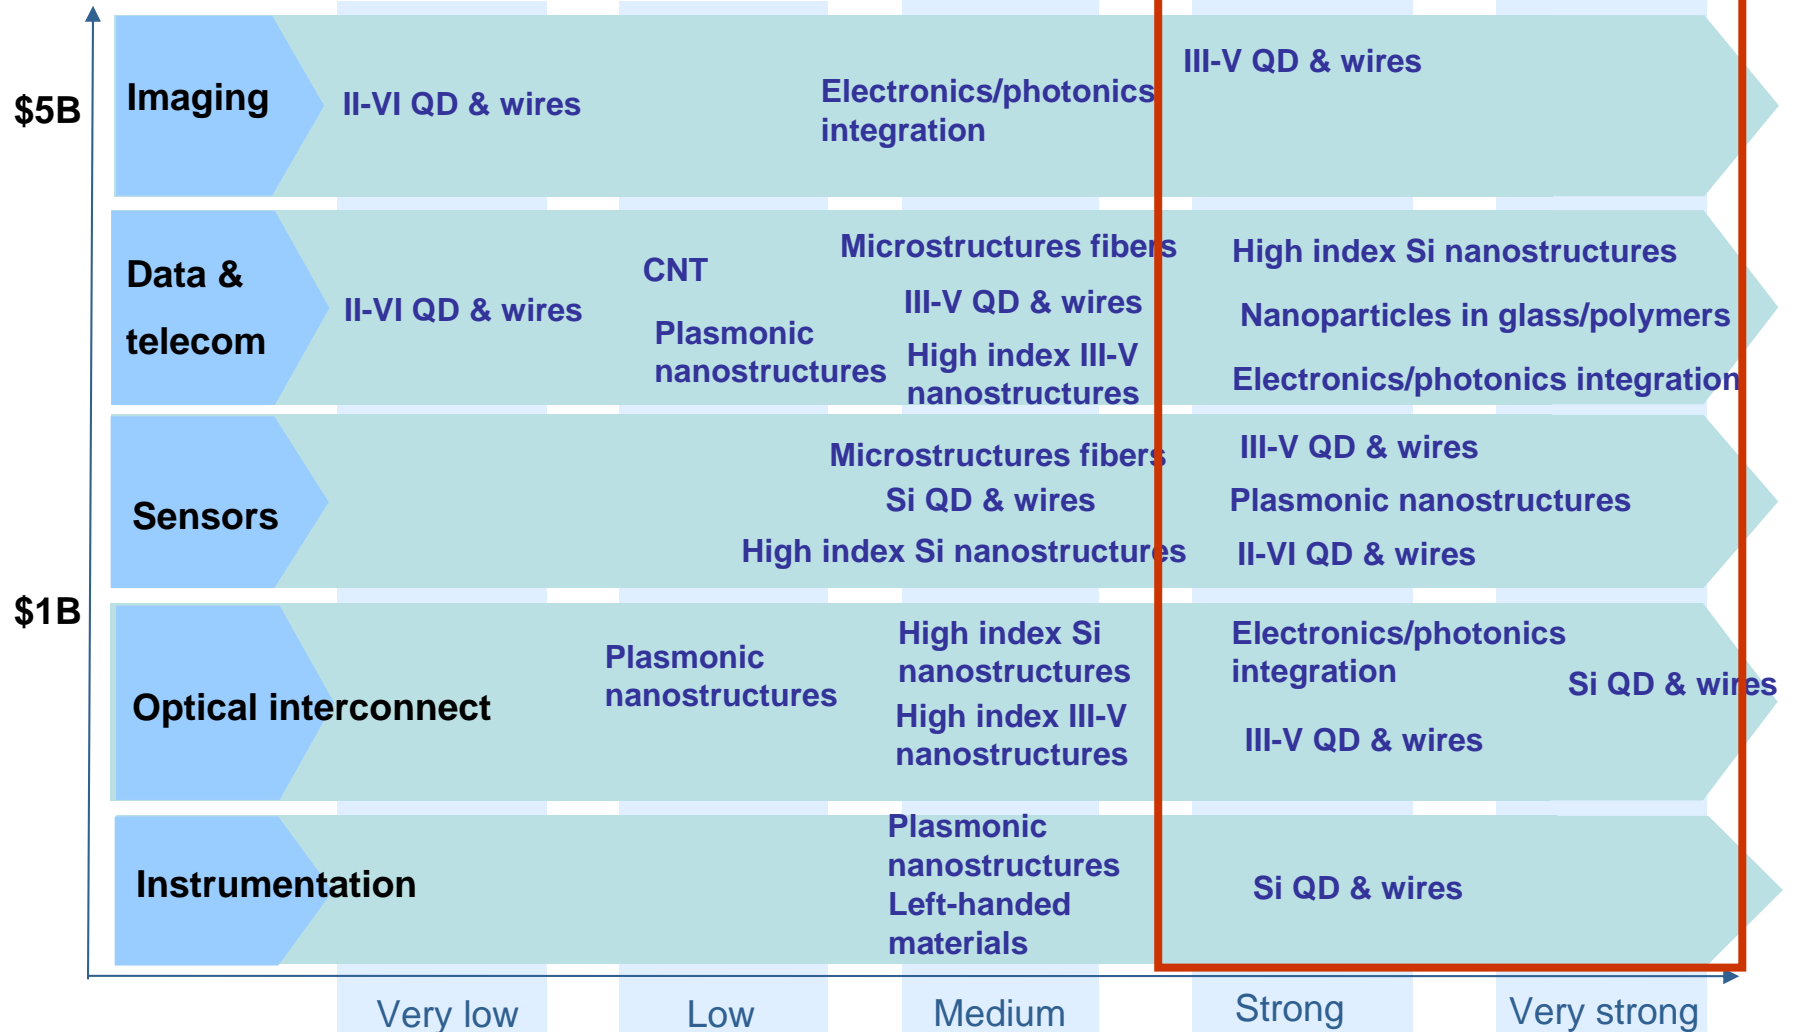 $5B
Imaging
II-VI QD & wires
Electronics/photonics
integration
III-V QD & wires
Data &
telecom
II-VI QD & wires
CNT
Plasmonic
nanostructures
Microstructures fibers
III-V QD & wires
High index III-V
nanostructures
High index Si nanostructures
Nanoparticles in glass/polymers
Electronics/photonics integration
Sensors
Microstructures fibers
Si QD & wires
High index Si nanostructures
III-V QD & wires
Plasmonic nanostructures
II-VI QD & wires
$1B
Optical interconnect
Plasmonic
nanostructures
High index Si
nanostructures
High index III-V
nanostructures
Electronics/photonics
integration
Si QD & wires
III-V QD & wires
Instrumentation
Plasmonic
nanostructures
Left-handed
materials
Si QD & wires
Very low
Low
Medium
Strong
Very strong